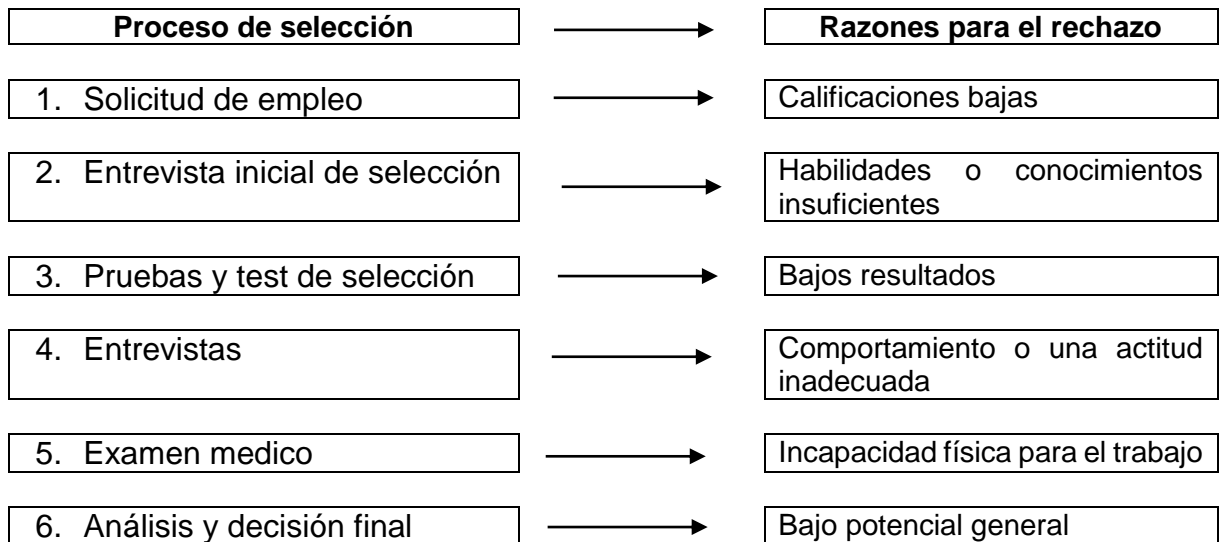 Proceso de selección
Razones para el rechazo
1. Solicitud de empleo
Calificaciones bajas
2. Entrevista inicial de selección
Habilidades o conocimientos
insuficientes
3. Pruebas y test de selección
Bajos resultados
4. Entrevistas
Comportamiento o una actitud
inadecuada
5. Examen medico
Incapacidad física para el trabajo
6. Análisis y decisión final
Bajo potencial general